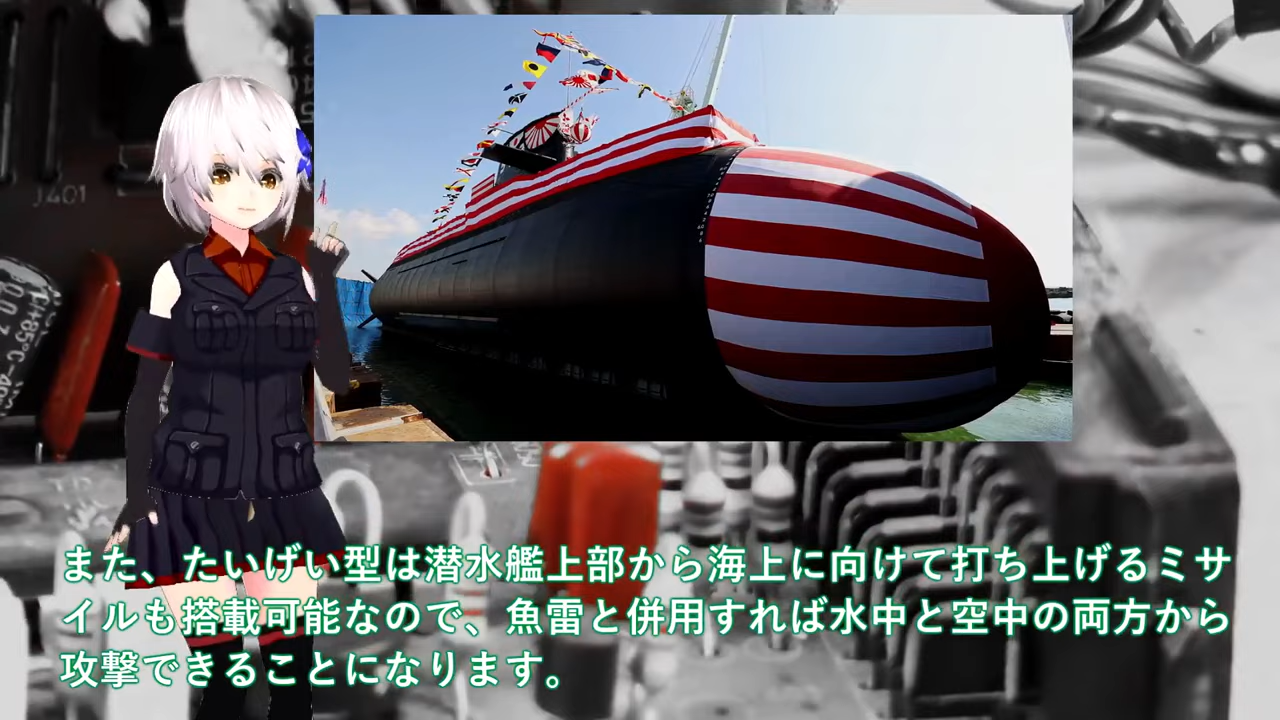 J401
また、たいげい型は潜水艦上部から海上に向けて打ち上げるミサ
イルも搭載可能なので、魚雷と併用すれば水中と空中の両方から
攻撃できることになります。